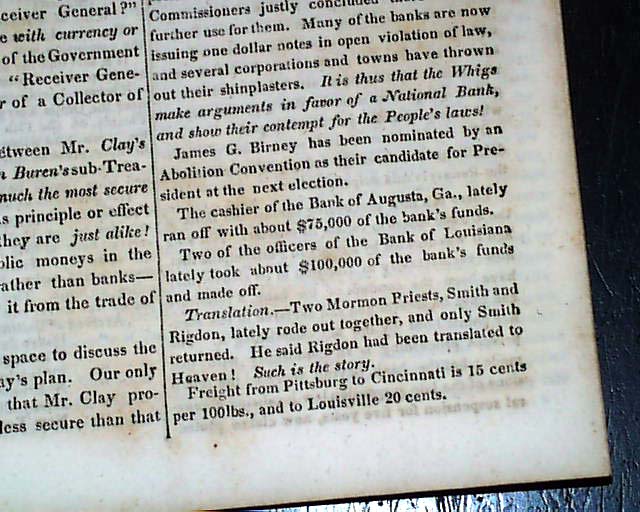 ceiver General?"
e with currency or
of the Government
"Receiver Gene-
r of a Collector of
etween Mr. Clay's
n Buren's sub-Trea-
much the most secure
s principle or effect
they are just alike!
blic moneys in the
rather than banks—
it from the trade of
space to discuss the
ay's plan. Our only
that Mr. Clay pro-
less secure than that
Commissioners justly
further use for them. Many of the banks are now
issuing one dollar notes in open violation of law,
and several corporations and towns have thrown
out their shinplasters. It is thus that the Whigs
make arguments in favor of a National Bank,
and show their contempt for the People's laws!
James G. Birney has been nominated by an
Abolition Convention as their candidate for Pre-
sident at the next election.
The cashier of the Bank of Augusta, Ga., lately
ran off with about $75,000 of the bank's funds.
Two of the officers of the Bank of Louisiana
lately took about $100,000 of the bank's funds
and made off.
Translation.—Two Mormon Priests, Smith and
Rigdon, lately rode out together, and only Smith
returned. He said Rigdon had been translated to
Heaven! Such is the story.
Freight from Pittsburg to Cincinnati is 15 cents
per 100lbs., and to Louisville 20 cents.